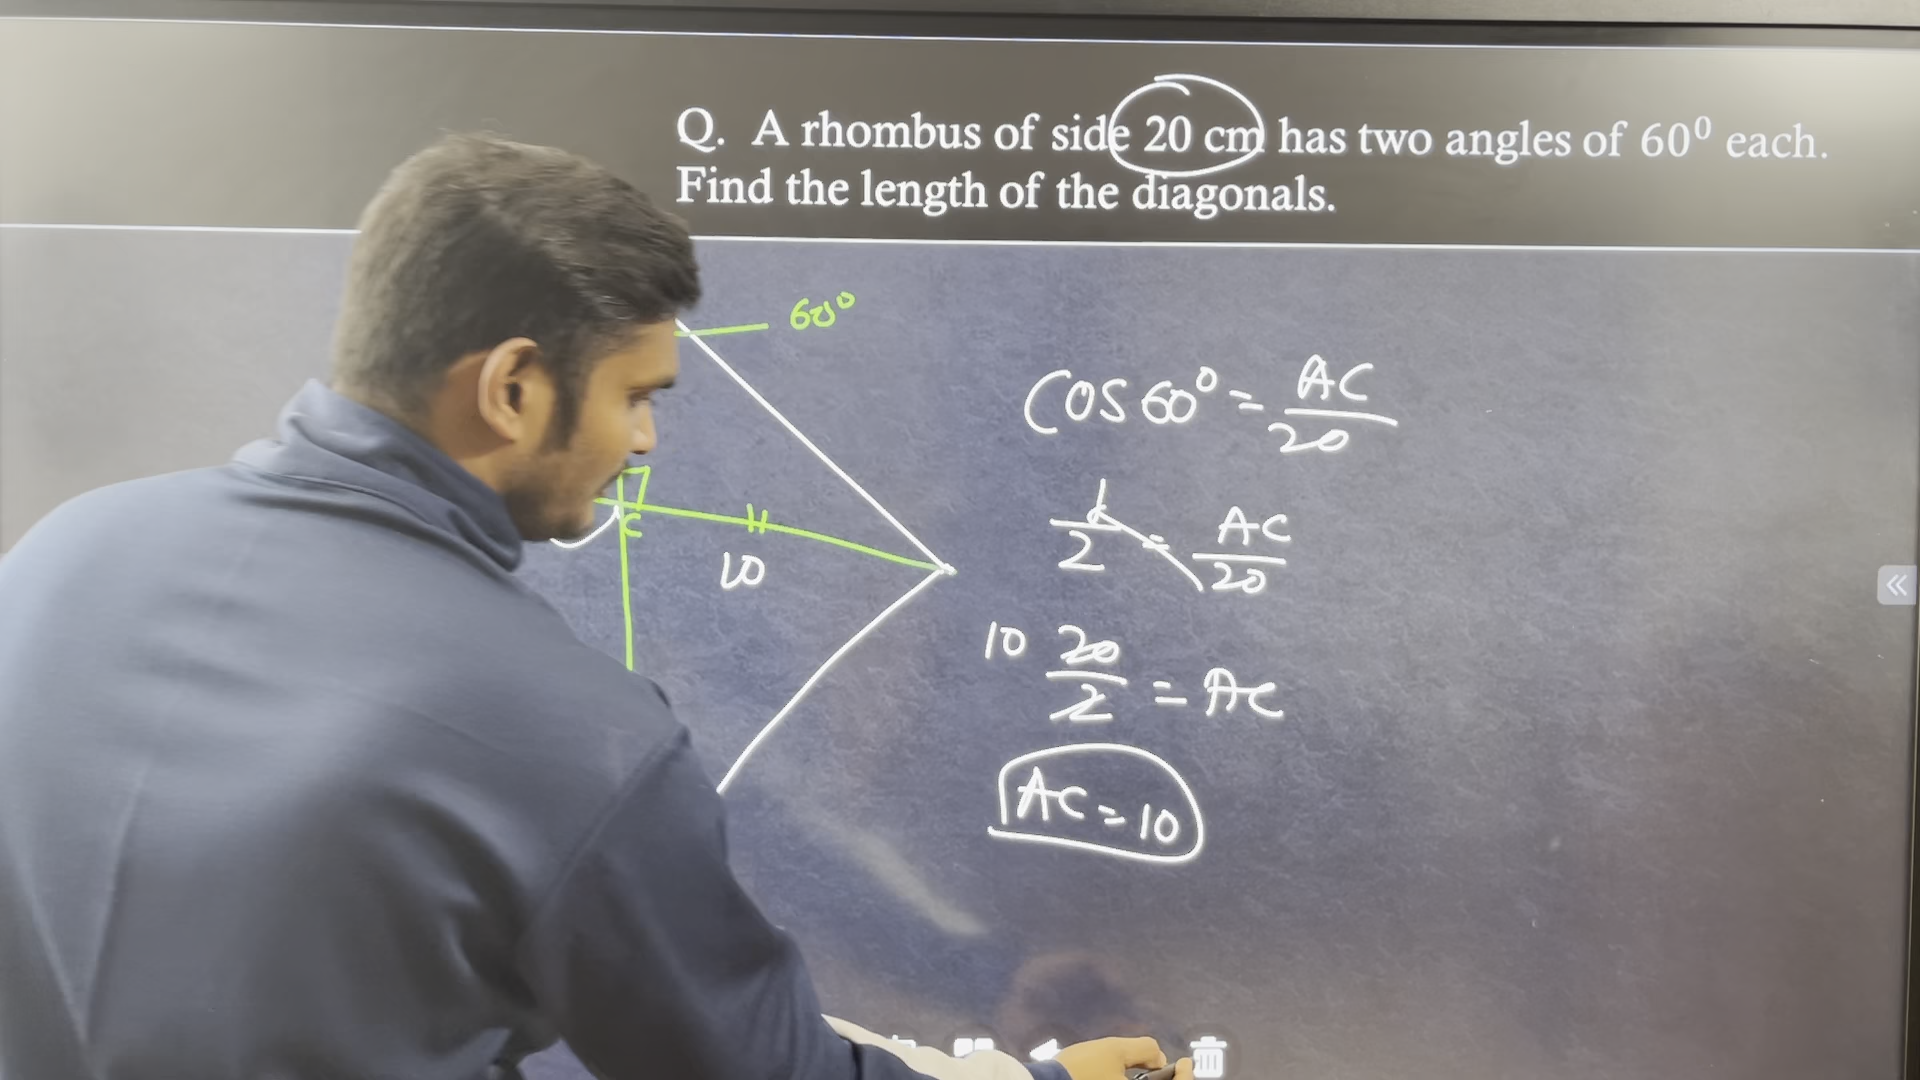 Q. A rhombus of side 20 cm has two angles of 60⁰ each.
Find the length of the diagonals.
60⁰
C
10
COS 60⁰ = AC/20
1/2 = AC/20
10 20/2 = AC
AC = 10